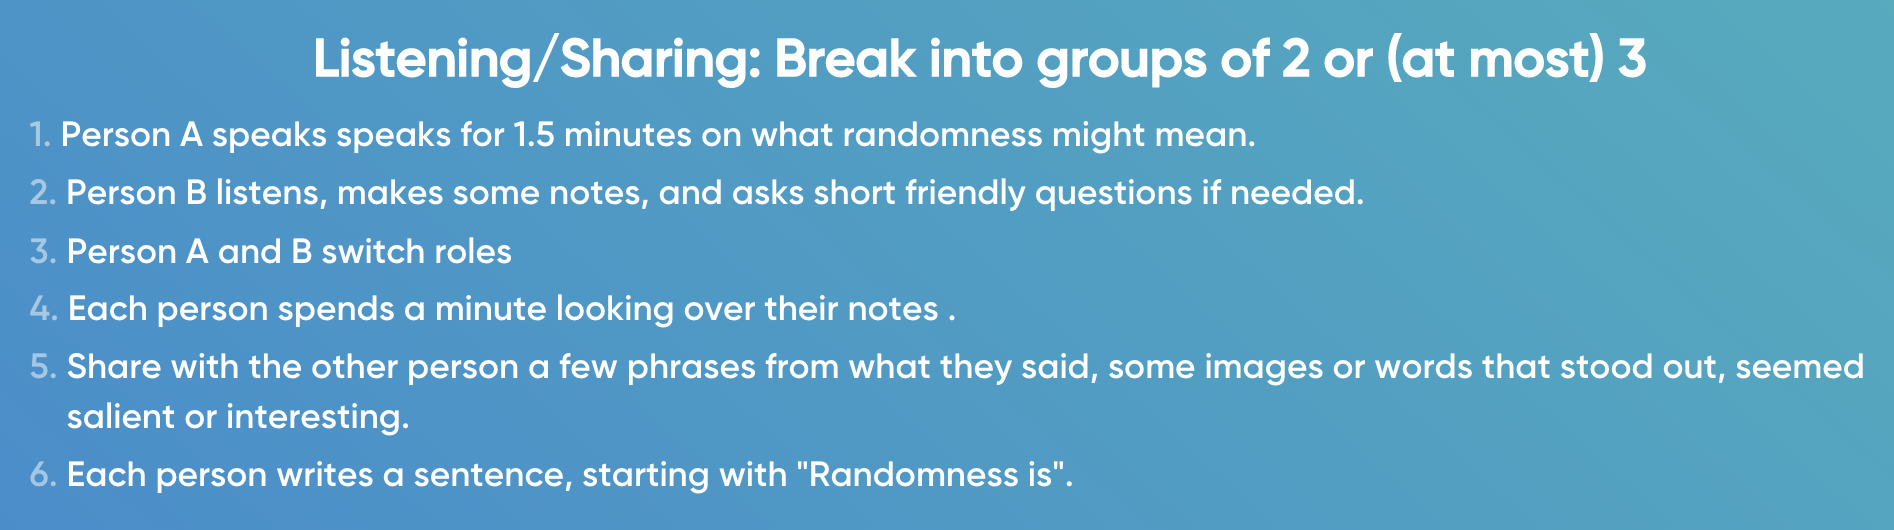 Listening/Sharing: Break into groups of 2 or (at most) 3
1. Person A speaks speaks for 1.5 minutes on what randomness might mean.
2. Person B listens, makes some notes, and asks short friendly questions if needed.
3. Person A and B switch roles
4. Each person spends a minute looking over their notes .
5. Share with the other person a few phrases from what they said, some images or words that stood out, seemed
salient or interesting.
6. Each person writes a sentence, starting with "Randomness is".